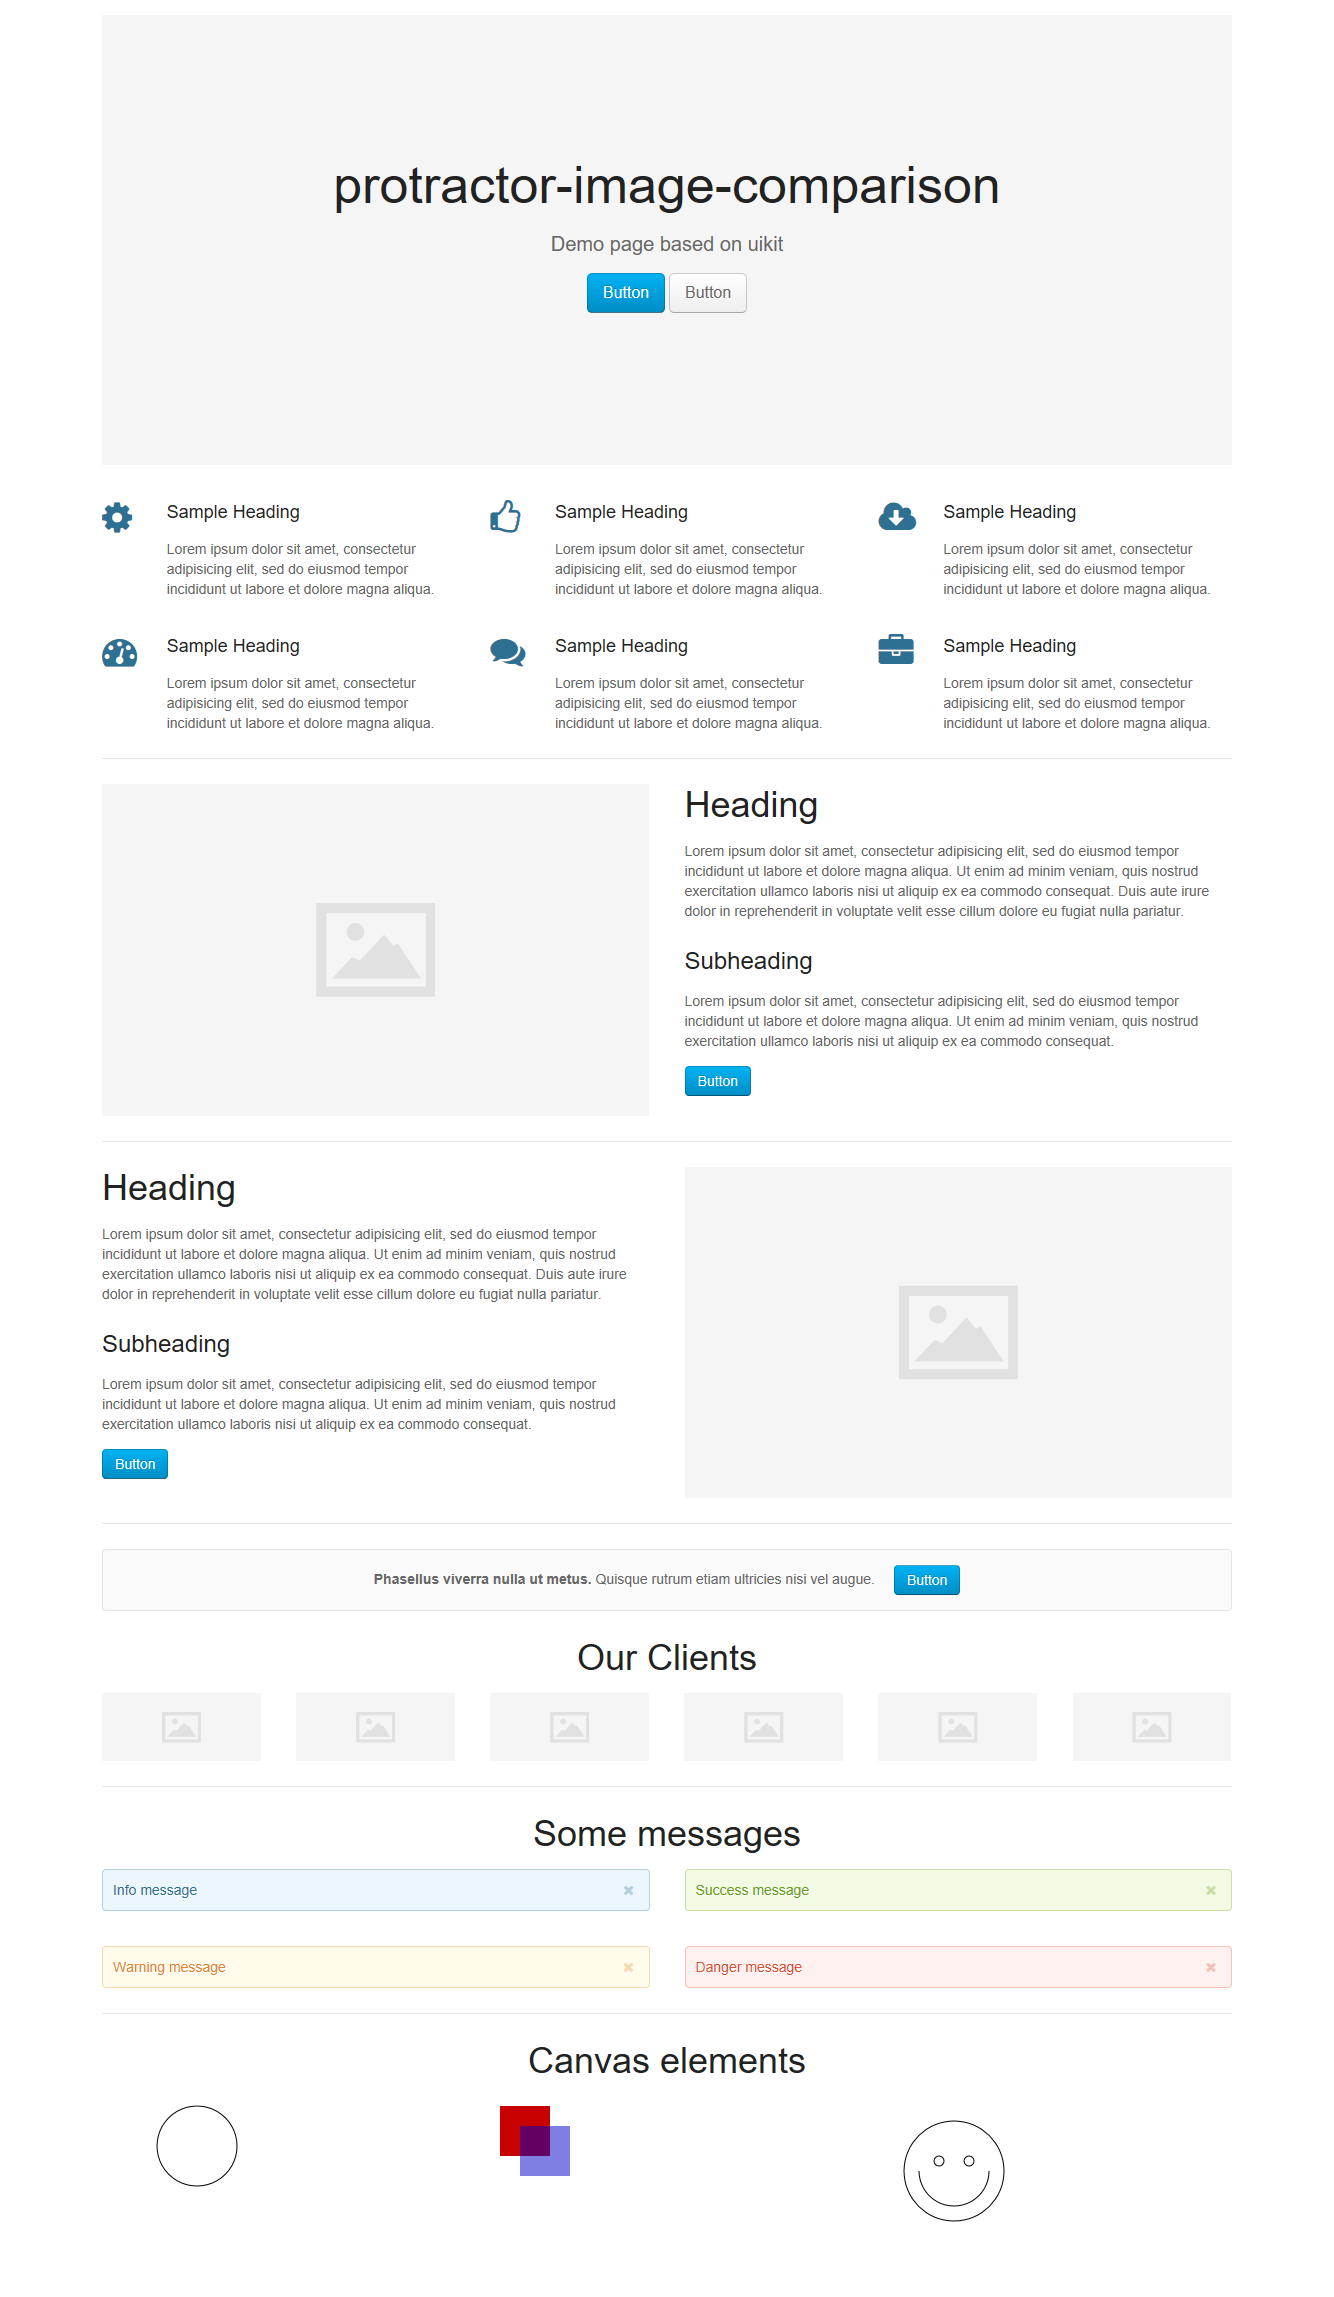 protractor-image-comparison
Demo page based on uikit
Button Button
Sample Heading
Lorem ipsum dolor sit amet, consectetur
adipisicing elit, sed do eiusmod tempor
incididunt ut labore et dolore magna aliqua.
Sample Heading
Lorem ipsum dolor sit amet, consectetur
adipisicing elit, sed do eiusmod tempor
incididunt ut labore et dolore magna aliqua.
Sample Heading
Lorem ipsum dolor sit amet, consectetur
adipisicing elit, sed do eiusmod tempor
incididunt ut labore et dolore magna aliqua.
Sample Heading
Lorem ipsum dolor sit amet, consectetur
adipisicing elit, sed do eiusmod tempor
incididunt ut labore et dolore magna aliqua.
Sample Heading
Lorem ipsum dolor sit amet, consectetur
adipisicing elit, sed do eiusmod tempor
incididunt ut labore et dolore magna aliqua.
Sample Heading
Lorem ipsum dolor sit amet, consectetur
adipisicing elit, sed do eiusmod tempor
incididunt ut labore et dolore magna aliqua.
Heading
Lorem ipsum dolor sit amet, consectetur adipisicing elit, sed do eiusmod tempor
incididunt ut labore et dolore magna aliqua. Ut enim ad minim veniam, quis nostrud
exercitation ullamco laboris nisi ut aliquip ex ea commodo consequat. Duis aute irure
dolor in reprehenderit in voluptate velit esse cillum dolore eu fugiat nulla pariatur.
Subheading
Lorem ipsum dolor sit amet, consectetur adipisicing elit, sed do eiusmod tempor
incididunt ut labore et dolore magna aliqua. Ut enim ad minim veniam, quis nostrud
exercitation ullamco laboris nisi ut aliquip ex ea commodo consequat.
Button
Heading
Lorem ipsum dolor sit amet, consectetur adipisicing elit, sed do eiusmod tempor
incididunt ut labore et dolore magna aliqua. Ut enim ad minim veniam, quis nostrud
exercitation ullamco laboris nisi ut aliquip ex ea commodo consequat. Duis aute irure
dolor in reprehenderit in voluptate velit esse cillum dolore eu fugiat nulla pariatur.
Subheading
Lorem ipsum dolor sit amet, consectetur adipisicing elit, sed do eiusmod tempor
incididunt ut labore et dolore magna aliqua. Ut enim ad minim veniam, quis nostrud
exercitation ullamco laboris nisi ut aliquip ex ea commodo consequat.
Button
Phasellus viverra nulla ut metus. Quisque rutrum etiam ultricies nisi vel augue. Button
Our Clients
Some messages
Info message
Success message
Warning message
Danger message
Canvas elements